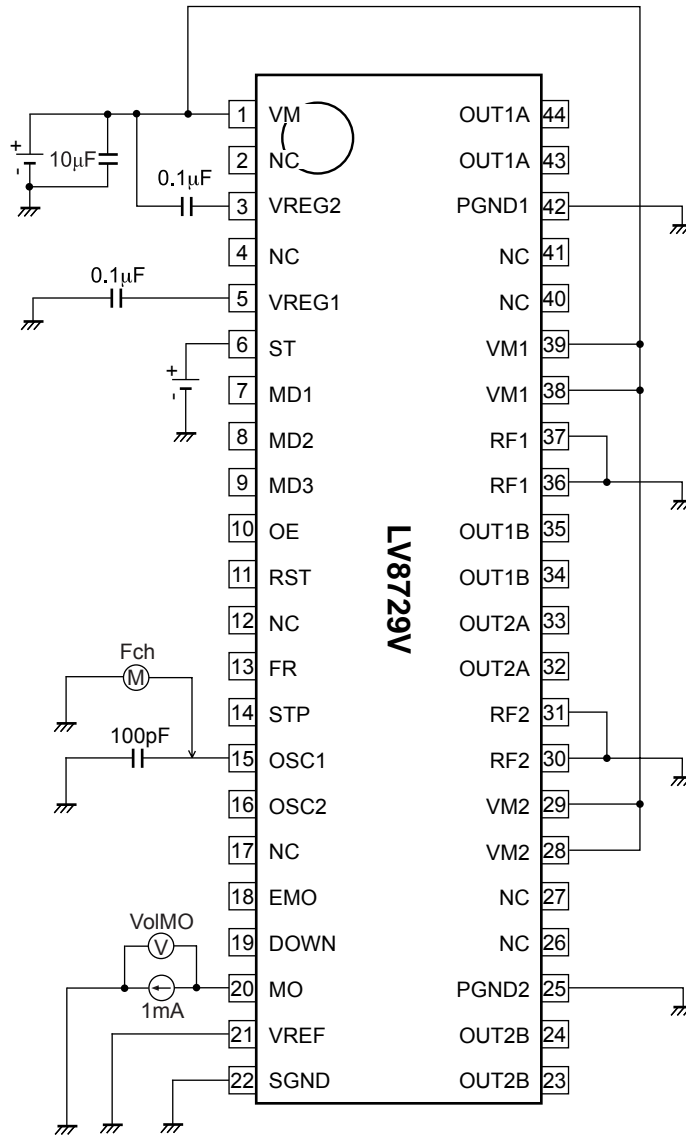 1 VM OUT1A 44
+
- 10μF 2 NC OUT1A 43
0.1μF
3 VREG2 PGND1 42
4 NC NC 41
0.1μF
5 VREG1 NC 40
6 ST VM1 39
+
-
7 MD1 VM1 38
8 MD2 RF1 37
9 MD3 RF1 36
10 OE OUT1B 35
11 RST OUT1B 34
LV8729V
12 NC OUT2A 33
Fch
M
13 FR OUT2A 32
14 STP RF2 31
100pF
15 OSC1 RF2 30
16 OSC2 VM2 29
17 NC VM2 28
18 EMO NC 27
VolMO
V
19 DOWN NC 26
20 MO PGND2 25
1mA
21 VREF OUT2B 24
22 SGND OUT2B 23